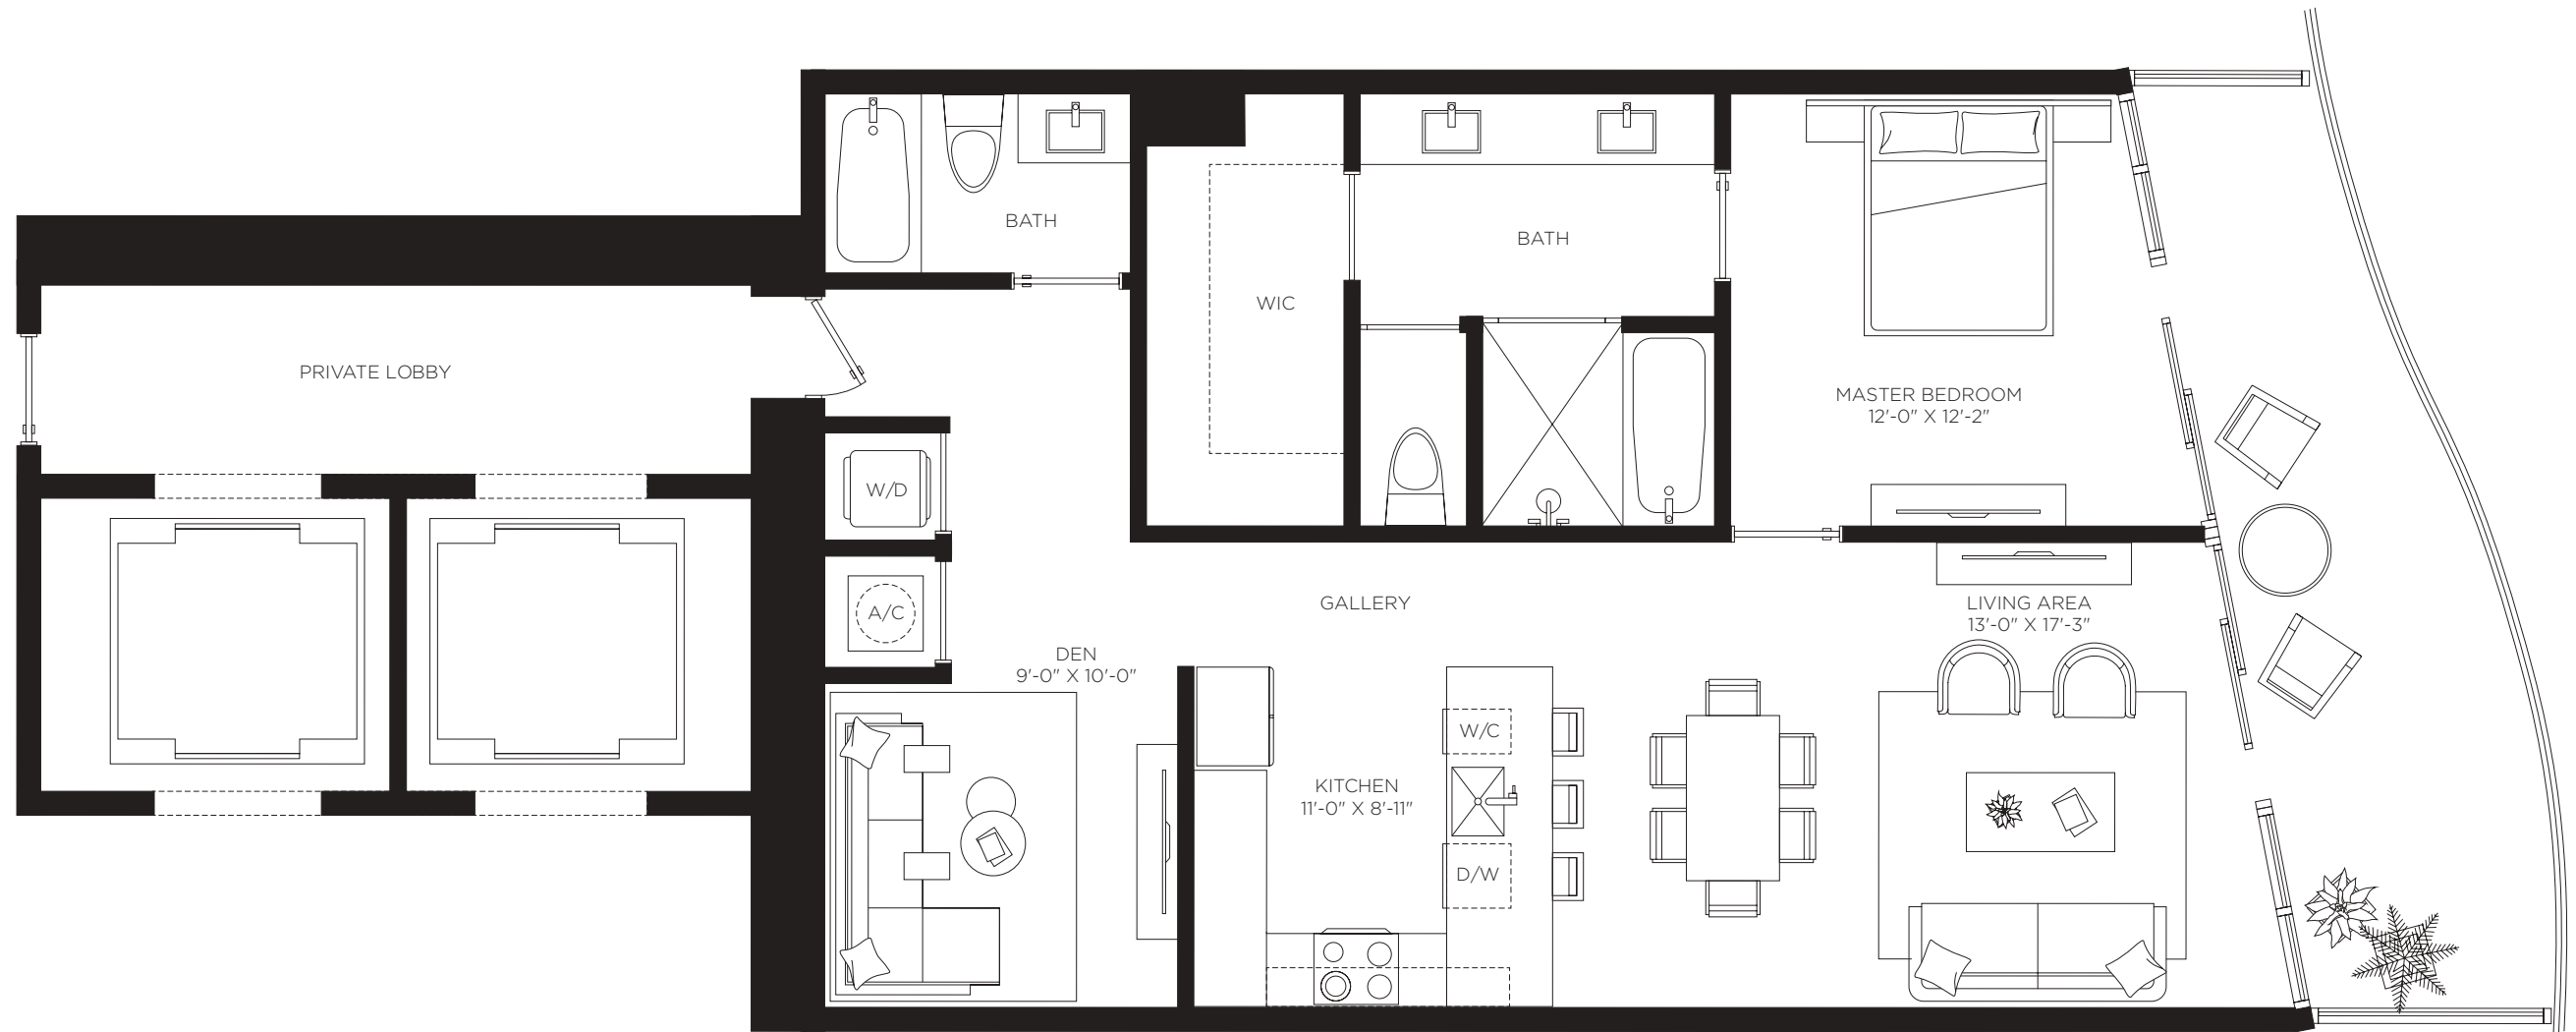 BATH
BATH
WIC
PRIVATE LOBBY
MASTER BEDROOM
12'-0" X 12'-2"
W/D
A/C
GALLERY
LIVING AREA
13'-0" X 17'-3"
DEN
9'-0" X 10'-0"
W/C
KITCHEN
11'-0" X 8'-11"
D/W